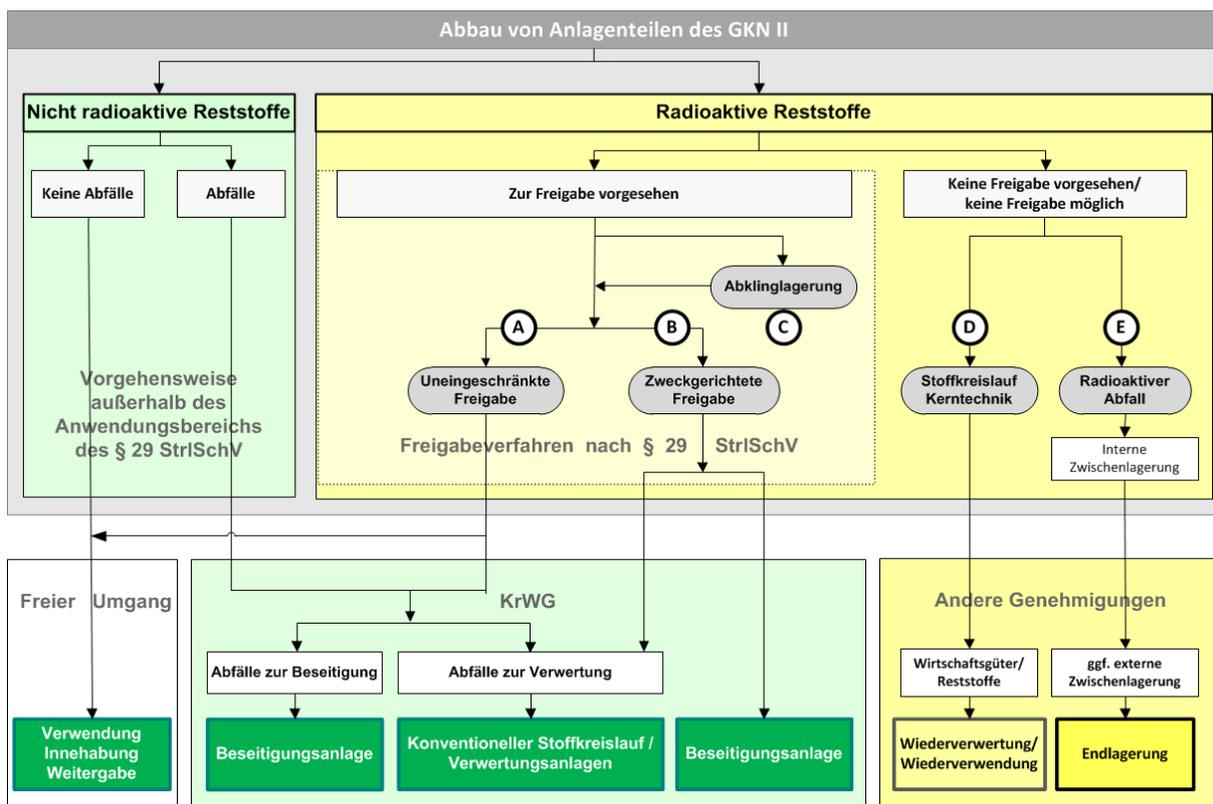 Abbau von Anlagenteilen des GKN II
Nicht radioaktive Reststoffe
Radioaktive Reststoffe
Keine Abfälle
Abfälle
Zur Freigabe vorgesehen
Keine Freigabe vorgesehen/
keine Freigabe möglich
Abklinglagerung
A
B
C
D
E
Uneingeschränkte
Freigabe
Zweckgerichtete
Freigabe
Stoffkreislauf
Kerntechnik
Radioaktiver
Abfall
Vorgehensweise
außerhalb des
Anwendungsbereichs
des § 29 StrlSchV
Freigabeverfahren nach § 29 StrlSchV
Interne
Zwischenlagerung
Freier Umgang
KrWG
Andere Genehmigungen
Abfälle zur Beseitigung
Abfälle zur Verwertung
Wirtschaftsgüter/
Reststoffe
ggf. externe
Zwischenlagerung
Verwendung
Innehabung
Weitergabe
Beseitigungsanlage
Konventioneller Stoffkreislauf /
Verwertungsanlagen
Beseitigungsanlage
Wiederverwertung/
Wiederverwendung
Endlagerung